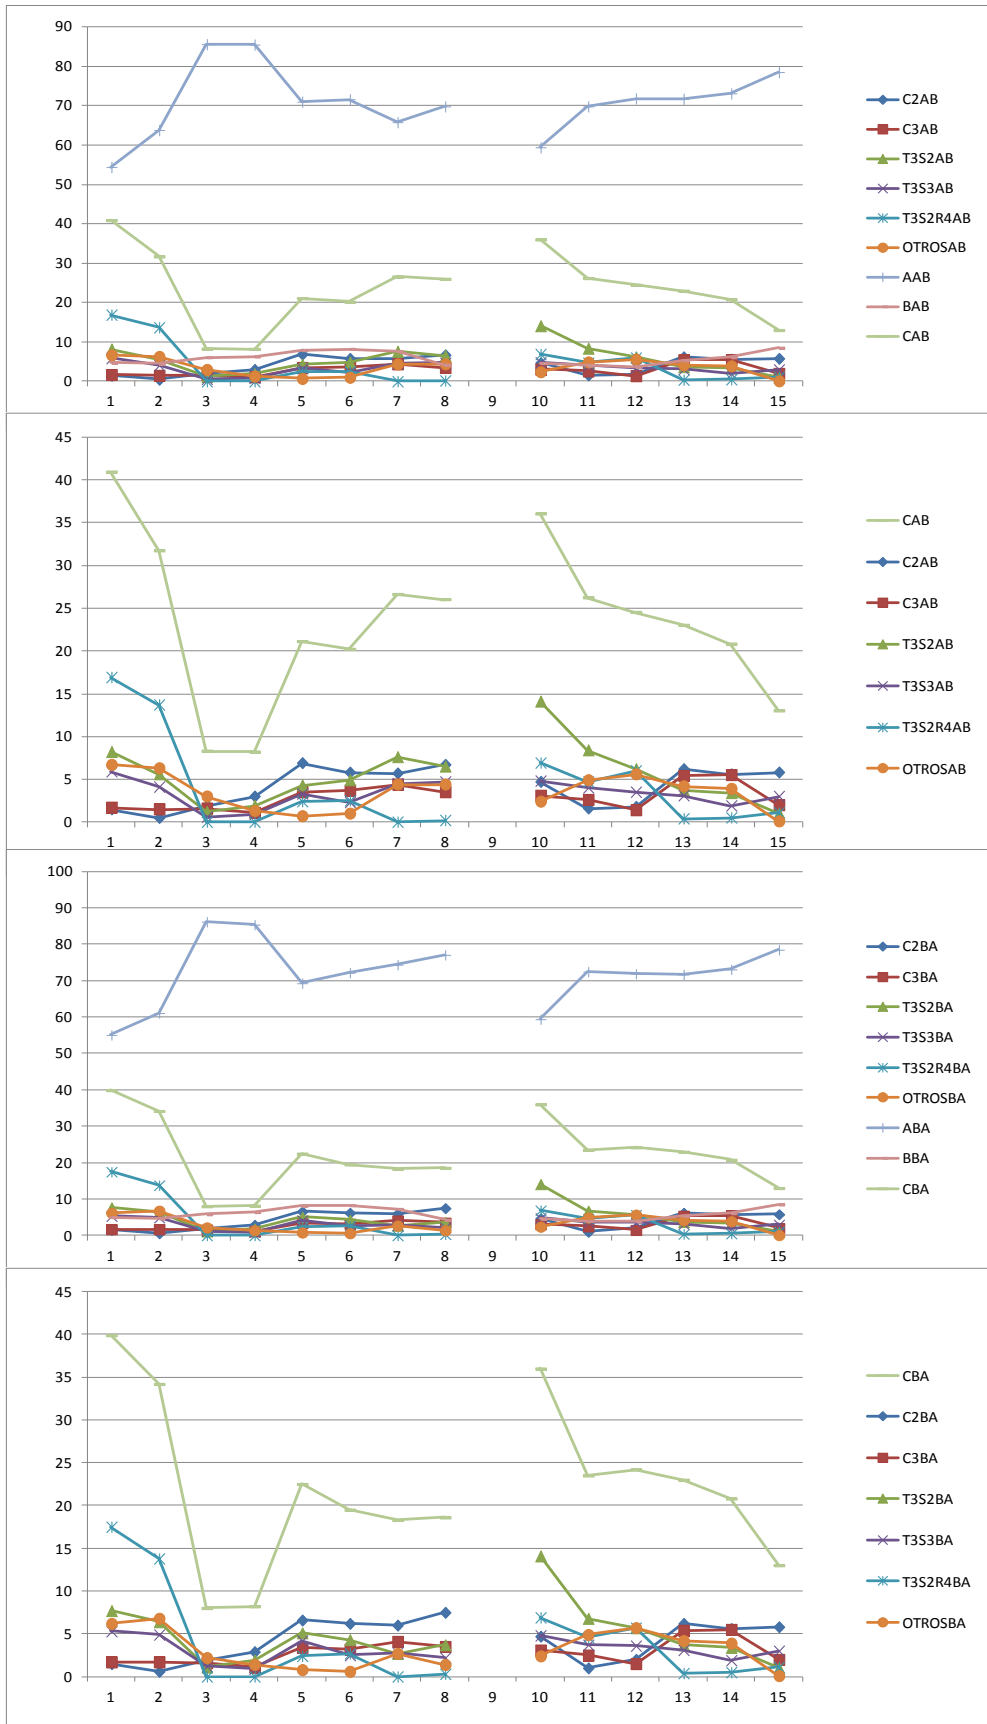 90
80
70
60
50
40
30
20
10
0
1 2 3 4 5 6 7 8 9 10 11 12 13 14 15
C2AB
C3AB
T3S2AB
T3S3AB
T3S2R4AB
OTROSAB
AAB
BAB
CAB
45
40
35
30
25
20
15
10
5
0
1 2 3 4 5 6 7 8 9 10 11 12 13 14 15
CAB
C2AB
C3AB
T3S2AB
T3S3AB
T3S2R4AB
OTROSAB
100
90
80
70
60
50
40
30
20
10
0
1 2 3 4 5 6 7 8 9 10 11 12 13 14 15
C2BA
C3BA
T3S2BA
T3S3BA
T3S2R4BA
OTROSBA
ABA
BBA
CBA
45
40
35
30
25
20
15
10
5
0
1 2 3 4 5 6 7 8 9 10 11 12 13 14 15
CBA
C2BA
C3BA
T3S2BA
T3S3BA
T3S2R4BA
OTROSBA